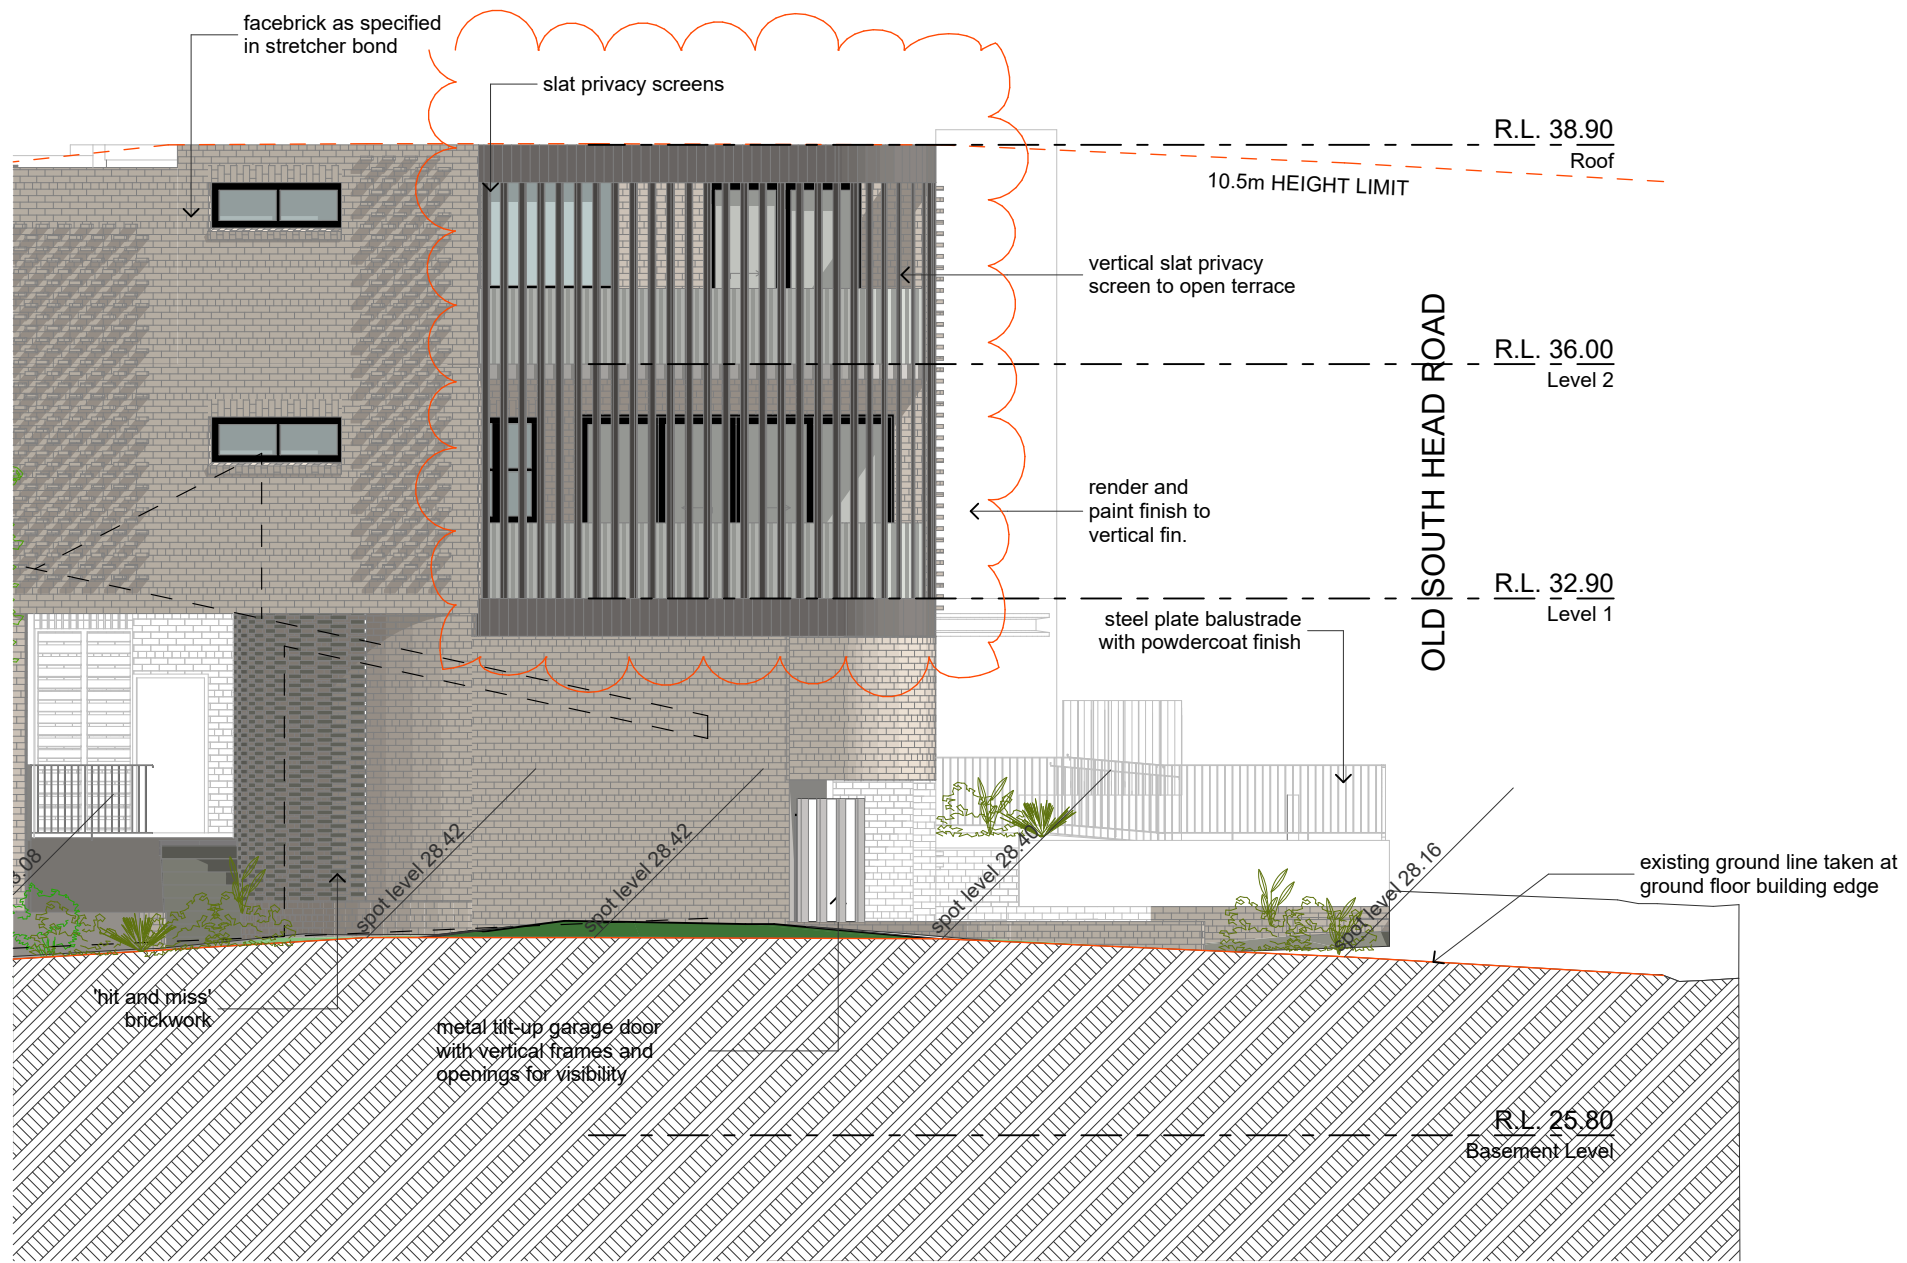 facebrick as specified
in stretcher bond
slat privacy screens
R.L. 38.90
Roof
10.5m HEIGHT LIMIT
vertical slat privacy
screen to open terrace
R.L. 36.00
Level 2
OLD SOUTH HEAD ROAD
render and
paint finish to
vertical fin.
R.L. 32.90
Level 1
steel plate balustrade
with powdercoat finish
spot level 28.42
spot level 28.42
spot level 28.40
spot level 28.16
existing ground line taken at
ground floor building edge
'hit and miss'
brickwork
metal tilt-up garage door
with vertical frames and
openings for visibility
R.L. 25.80
Basement Level